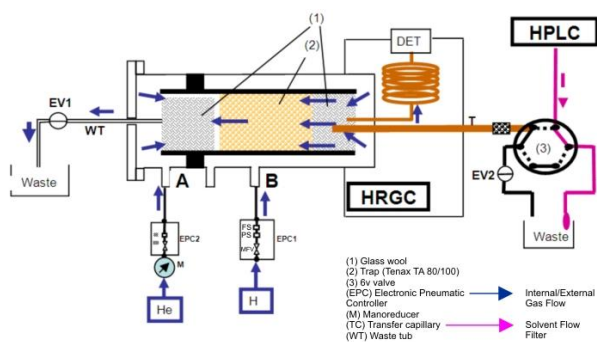 (1)
(2)
DET
HPLC
EV1
WT
T
(3)
EV2
Waste
A
B
HRGC
Waste
EPC2
M
FS
PS
MFV
EPC1
He
H
(1) Glass wool
(2) Trap (Tenax TA 80/100)
(3) 6v valve
(EPC) Electronic Pneumatic
Controller
(M) Manoreducer
(TC) Transfer capillary
(WT) Waste tub
Internal/External
Gas Flow
Solvent Flow
Filter